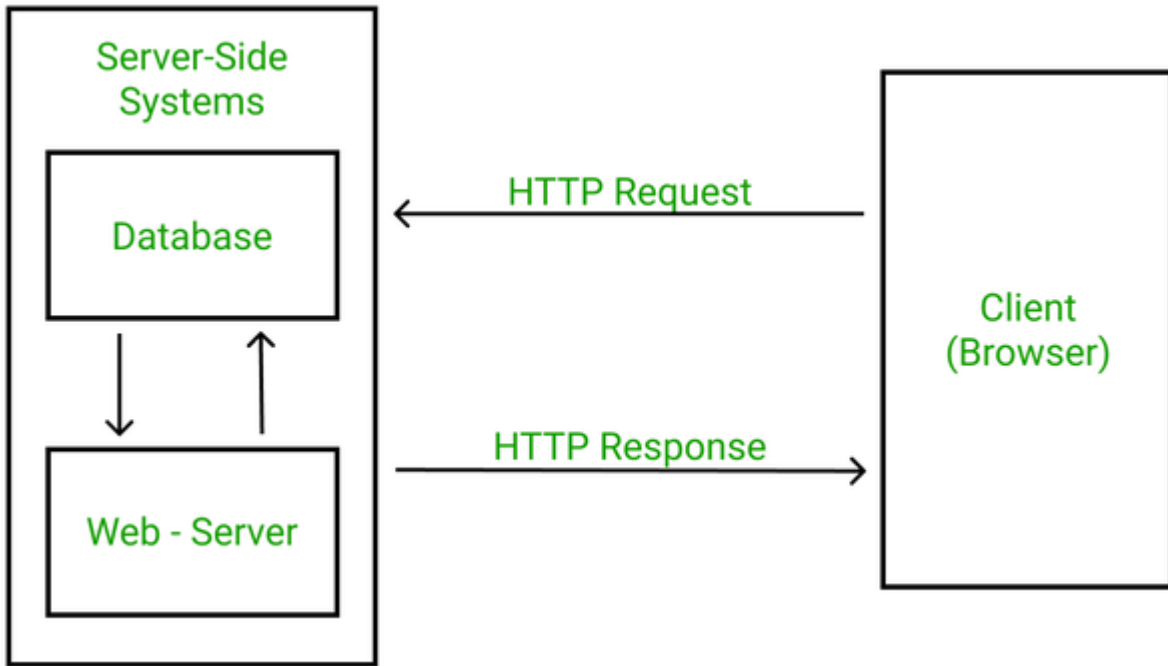 Server-Side
Systems
Database
Web - Server
HTTP Request
HTTP Response
Client
(Browser)